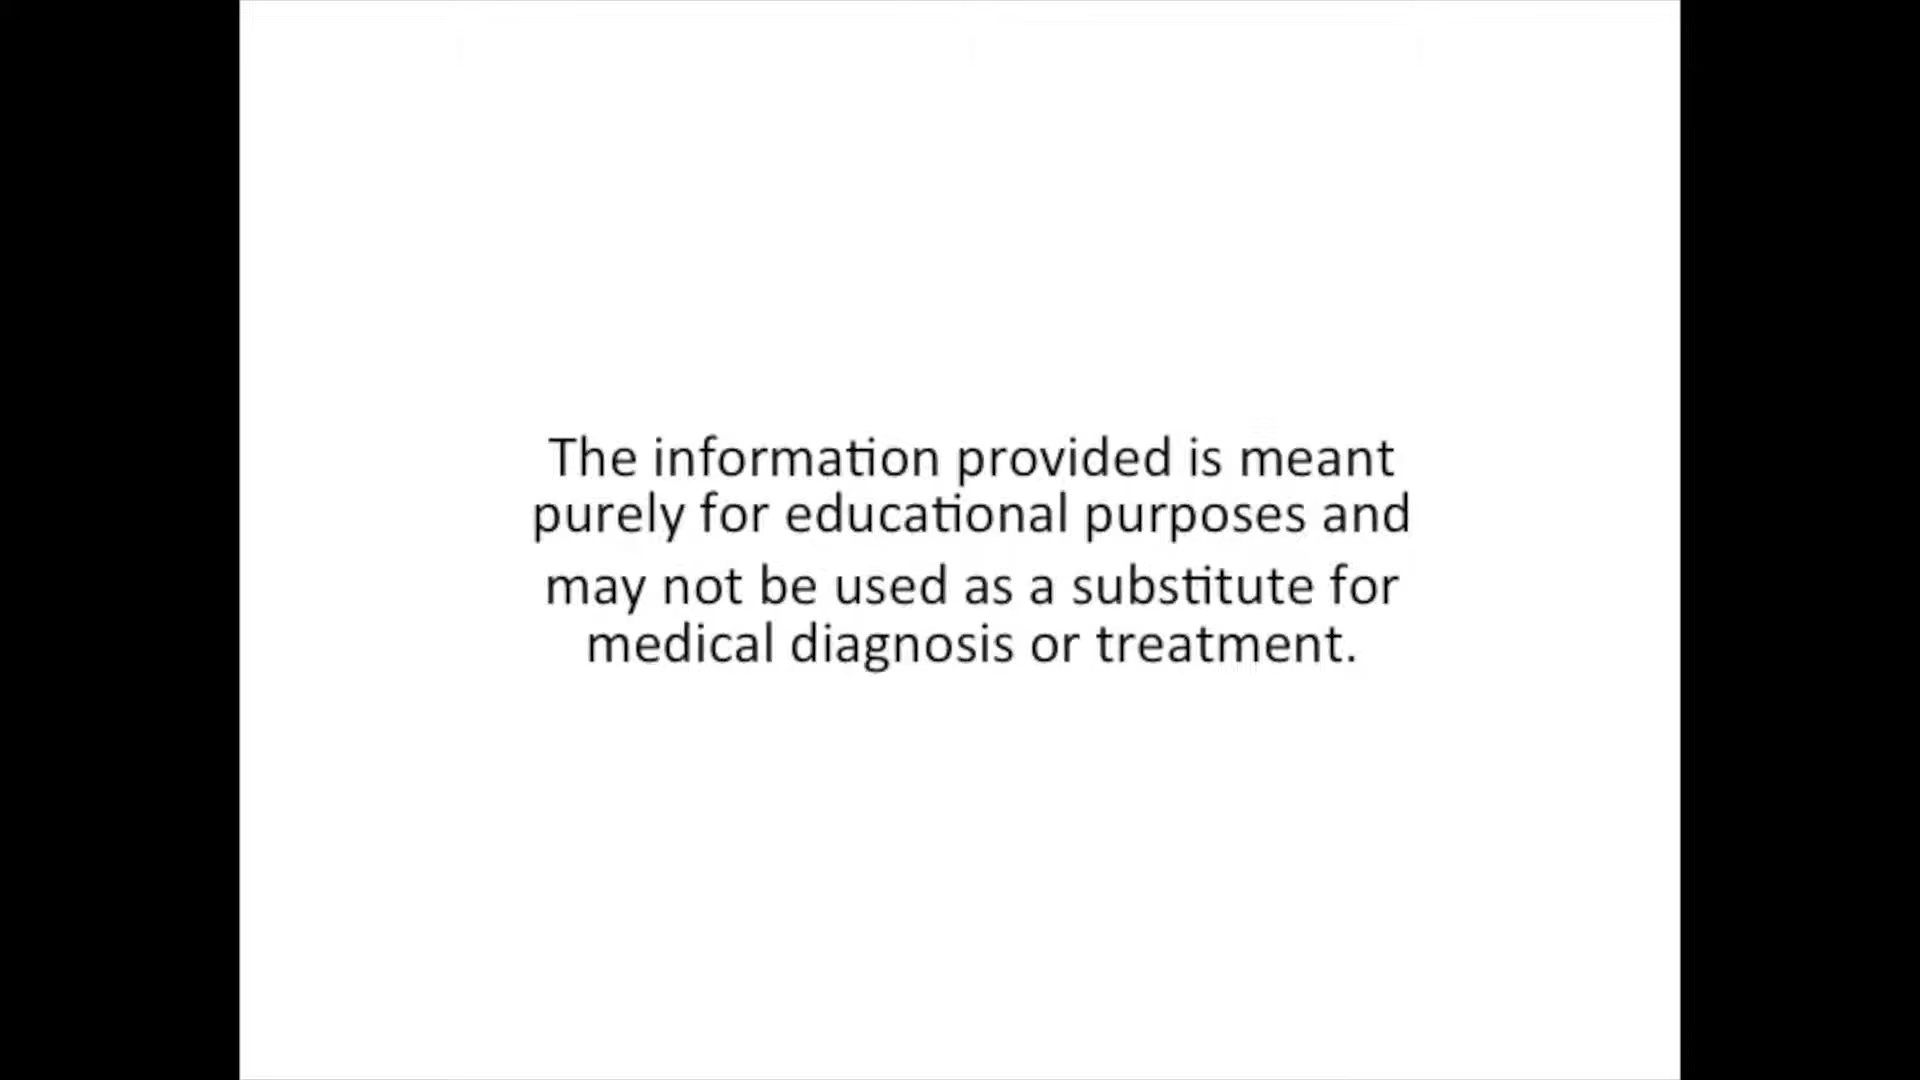 The information provided is meant
purely for educational purposes and
may not be used as a substitute for
medical diagnosis or treatment.